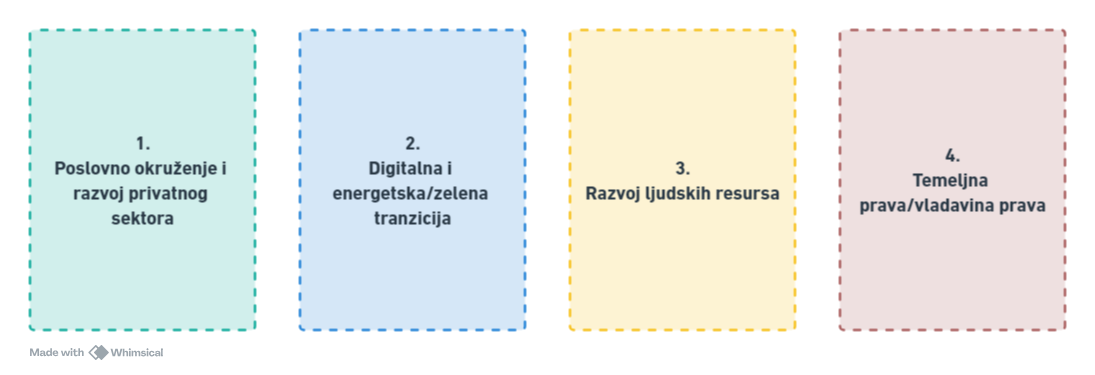 1.
Poslovno okruženje i
razvoj privatnog
sektora
2.
Digitalna i
energetska/zelena
tranzicija
3.
Razvoj ljudskih resursa
4.
Temeljna
prava/vladavina prava
Made with Whimsical